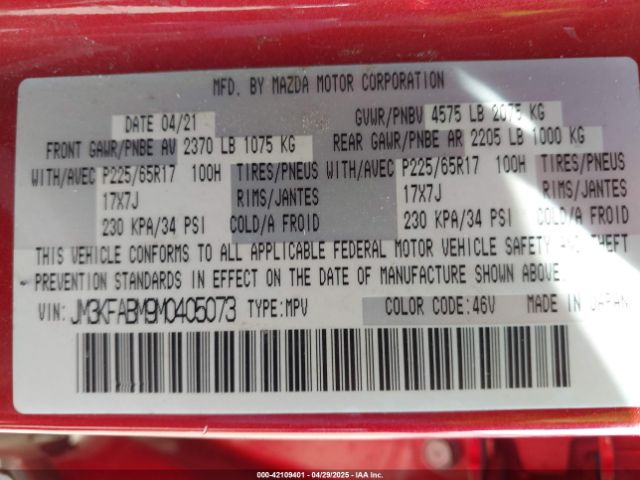 MFD. BY MAZDA MOTOR CORPORATION
DATE 04/21 GVWR/PNBV 4575 LB 2075 KG
FRONT GAWR/PNBE AV 2370 LB 1075 KG REAR GAWR/PNBE AR 2205 LB 1000 KG
WITH/AVEC P225/65R17 100H TIRES/PNEUS WITH/AVEC P225/65R17 100H TIRES/PNEUS
17X7J RIMS/JANTES 17X7J RIMS/JANTES
230 KPA/34 PSI COLD/A FROID 230 KPA/34 PSI COLD/A FROID
THIS VEHICLE CONFORMS TO ALL APPLICABLE FEDERAL MOTOR VEHICLE SAFETY AND THEFT
PREVENTION STANDARDS IN EFFECT ON THE DATE OF MANUFACTURE SHOWN ABOVE.
VIN: JM3KFABM9M0405073 TYPE:MPV COLOR CODE:46V MADE IN JAPAN
000-42109401 - 04/29/2025 - IAA Inc. (IAAI.com)